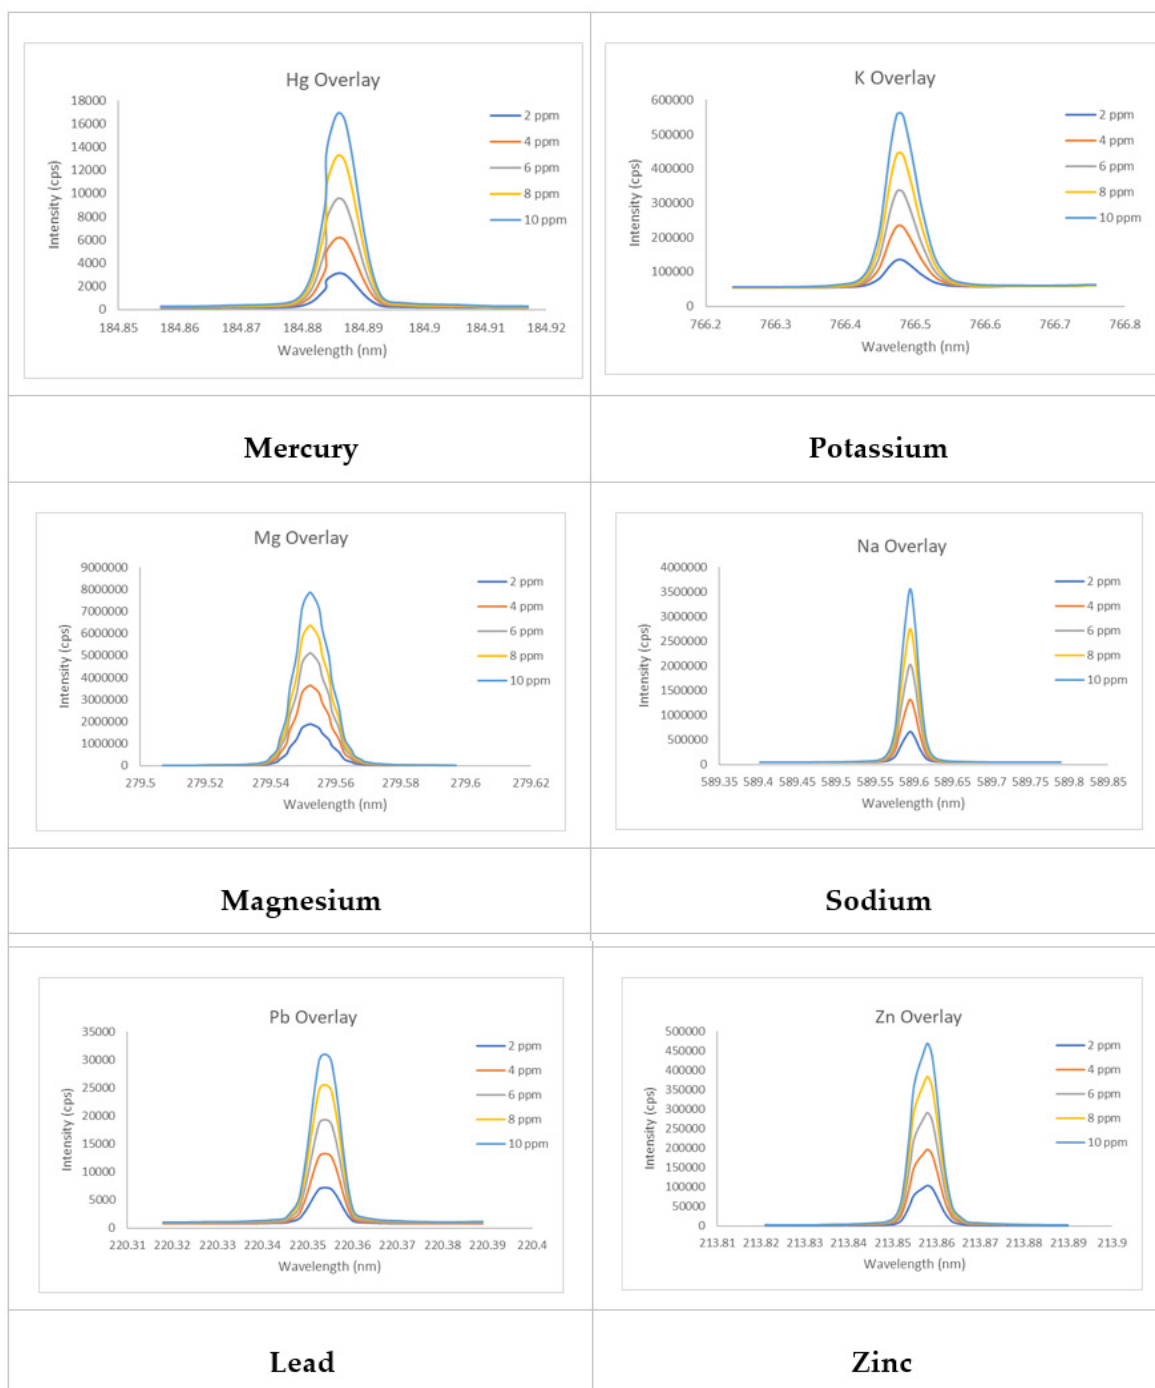 Hg Overlay
18000
16000
14000
12000
10000
8000
6000
4000
2000
0
Intensity (cps)
184.85 184.86 184.87 184.88 184.89 184.9 184.91 184.92
Wavelength (nm)
2 ppm
4 ppm
6 ppm
8 ppm
10 ppm
K Overlay
600000
500000
400000
300000
200000
100000
0
Intensity (cps)
766.2 766.3 766.4 766.5 766.6 766.7 766.8
Wavelength (nm)
2 ppm
4 ppm
6 ppm
8 ppm
10 ppm
Mercury
Potassium
Mg Overlay
9000000
8000000
7000000
6000000
5000000
4000000
3000000
2000000
1000000
0
Intensity (cps)
279.5 279.52 279.54 279.56 279.58 279.6 279.62
Wavelength (nm)
2 ppm
4 ppm
6 ppm
8 ppm
10 ppm
Na Overlay
4000000
3500000
3000000
2500000
2000000
1500000
1000000
500000
0
Intensity (cps)
589.35 589.4 589.45 589.5 589.55 589.6 589.65 589.7 589.75 589.8 589.85
Wavelength (nm)
2 ppm
4 ppm
6 ppm
8 ppm
10 ppm
Magnesium
Sodium
Pb Overlay
35000
30000
25000
20000
15000
10000
5000
0
Intensity (cps)
220.31 220.32 220.33 220.34 220.35 220.36 220.37 220.38 220.39 220.4
Wavelength (nm)
2 ppm
4 ppm
6 ppm
8 ppm
10 ppm
Zn Overlay
500000
450000
400000
350000
300000
250000
200000
150000
100000
50000
0
Intensity (cps)
213.81 213.82 213.83 213.84 213.85 213.86 213.87 213.88 213.89 213.9
Wavelength (nm)
2 ppm
4 ppm
6 ppm
8 ppm
10 ppm
Lead
Zinc